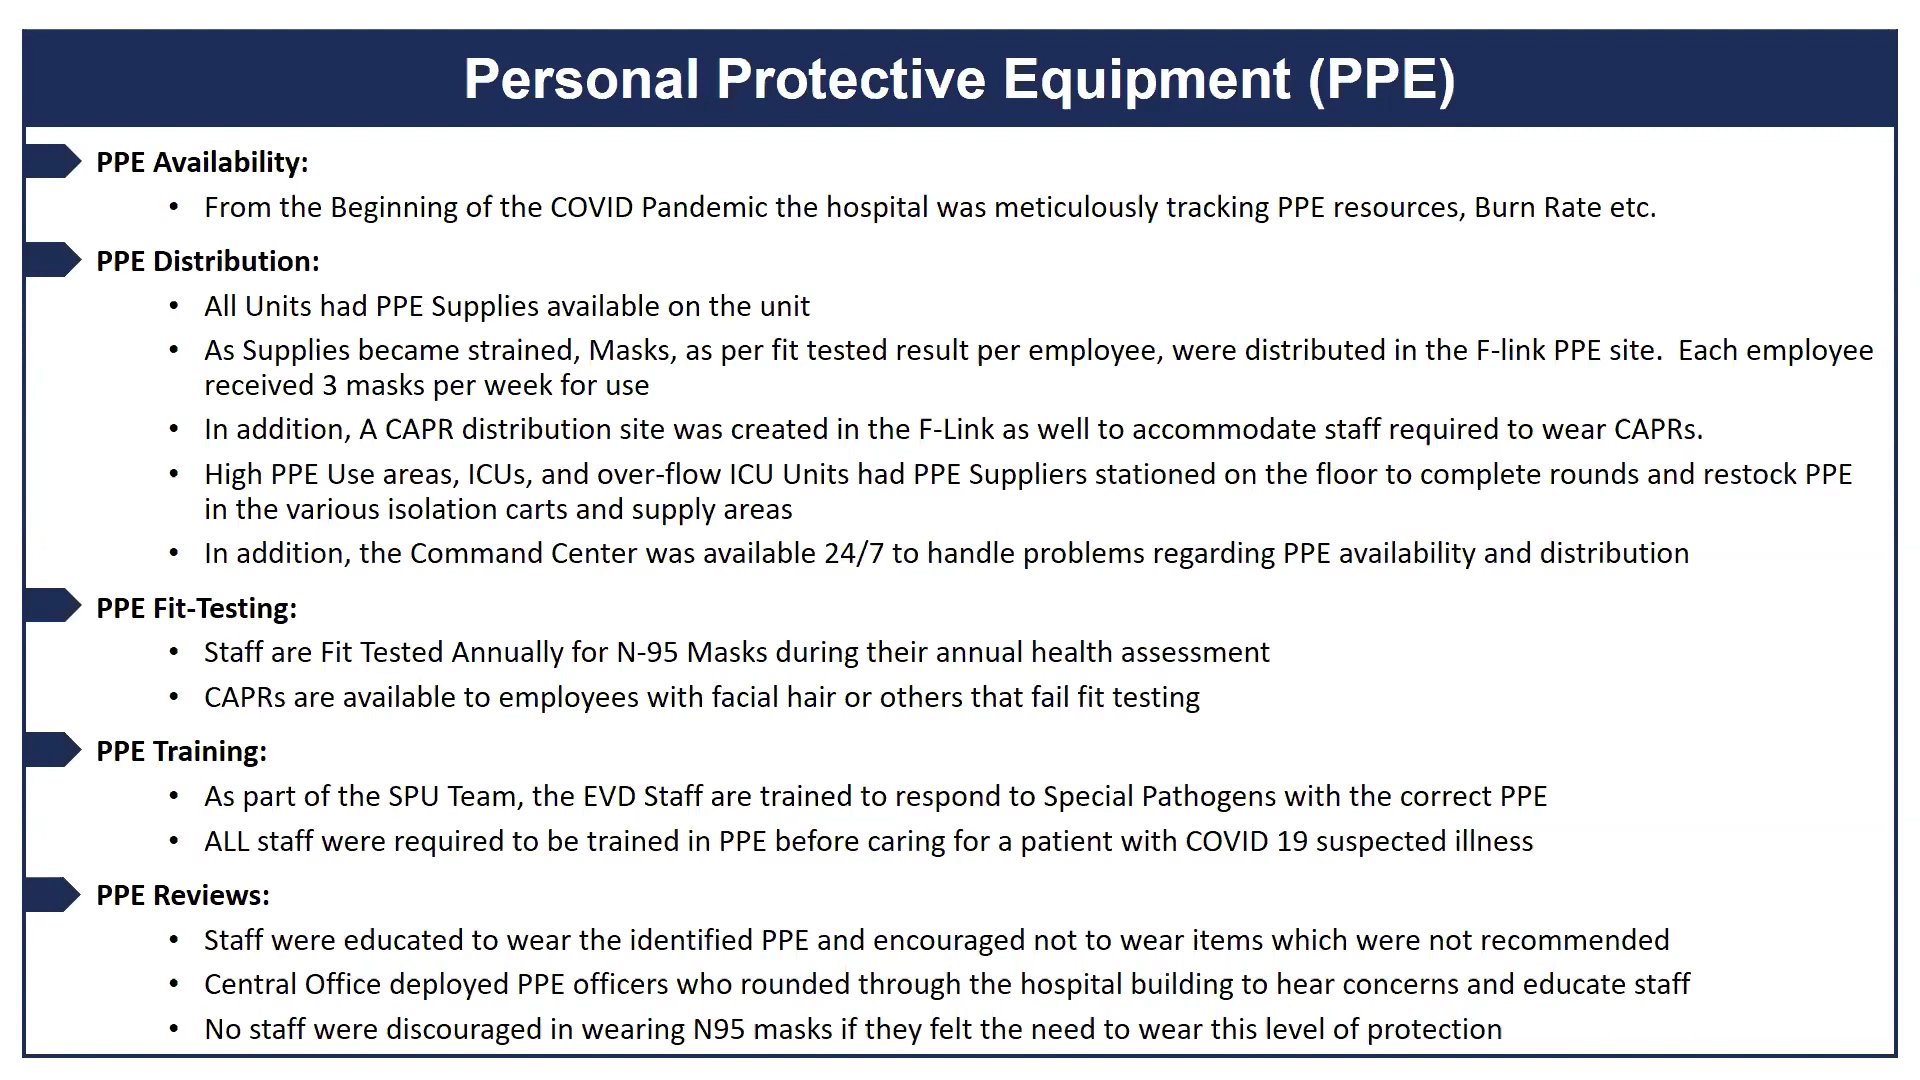 Personal Protective Equipment (PPE)
PPE Availability:
• From the Beginning of the COVID Pandemic the hospital was meticulously tracking PPE resources, Burn Rate etc.
PPE Distribution:
• All Units had PPE Supplies available on the unit
• As Supplies became strained, Masks, as per fit tested result per employee, were distributed in the F-link PPE site.  Each employee
received 3 masks per week for use
• In addition, A CAPR distribution site was created in the F-Link as well to accommodate staff required to wear CAPRs.
• High PPE Use areas, ICUs, and over-flow ICU Units had PPE Suppliers stationed on the floor to complete rounds and restock PPE
in the various isolation carts and supply areas
• In addition, the Command Center was available 24/7 to handle problems regarding PPE availability and distribution
PPE Fit-Testing:
• Staff are Fit Tested Annually for N-95 Masks during their annual health assessment
• CAPRs are available to employees with facial hair or others that fail fit testing
PPE Training:
• As part of the SPU Team, the EVD Staff are trained to respond to Special Pathogens with the correct PPE
• ALL staff were required to be trained in PPE before caring for a patient with COVID 19 suspected illness
PPE Reviews:
• Staff were educated to wear the identified PPE and encouraged not to wear items which were not recommended
• Central Office deployed PPE officers who rounded through the hospital building to hear concerns and educate staff
• No staff were discouraged in wearing N95 masks if they felt the need to wear this level of protection